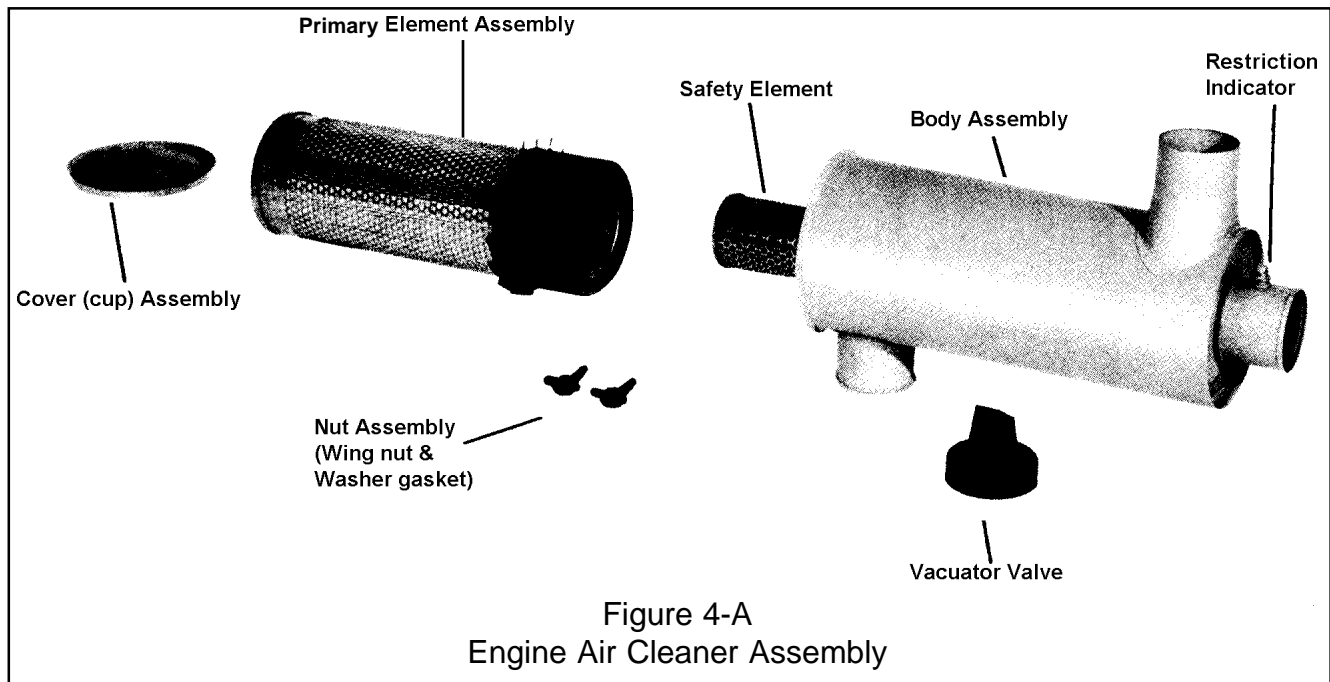 Primary Element Assembly
Restriction
Indicator
Safety Element
Body Assembly
Cover (cup) Assembly
Nut Assembly
(Wing nut &
Washer gasket)
Vacuator Valve
Figure 4-A
Engine Air Cleaner Assembly